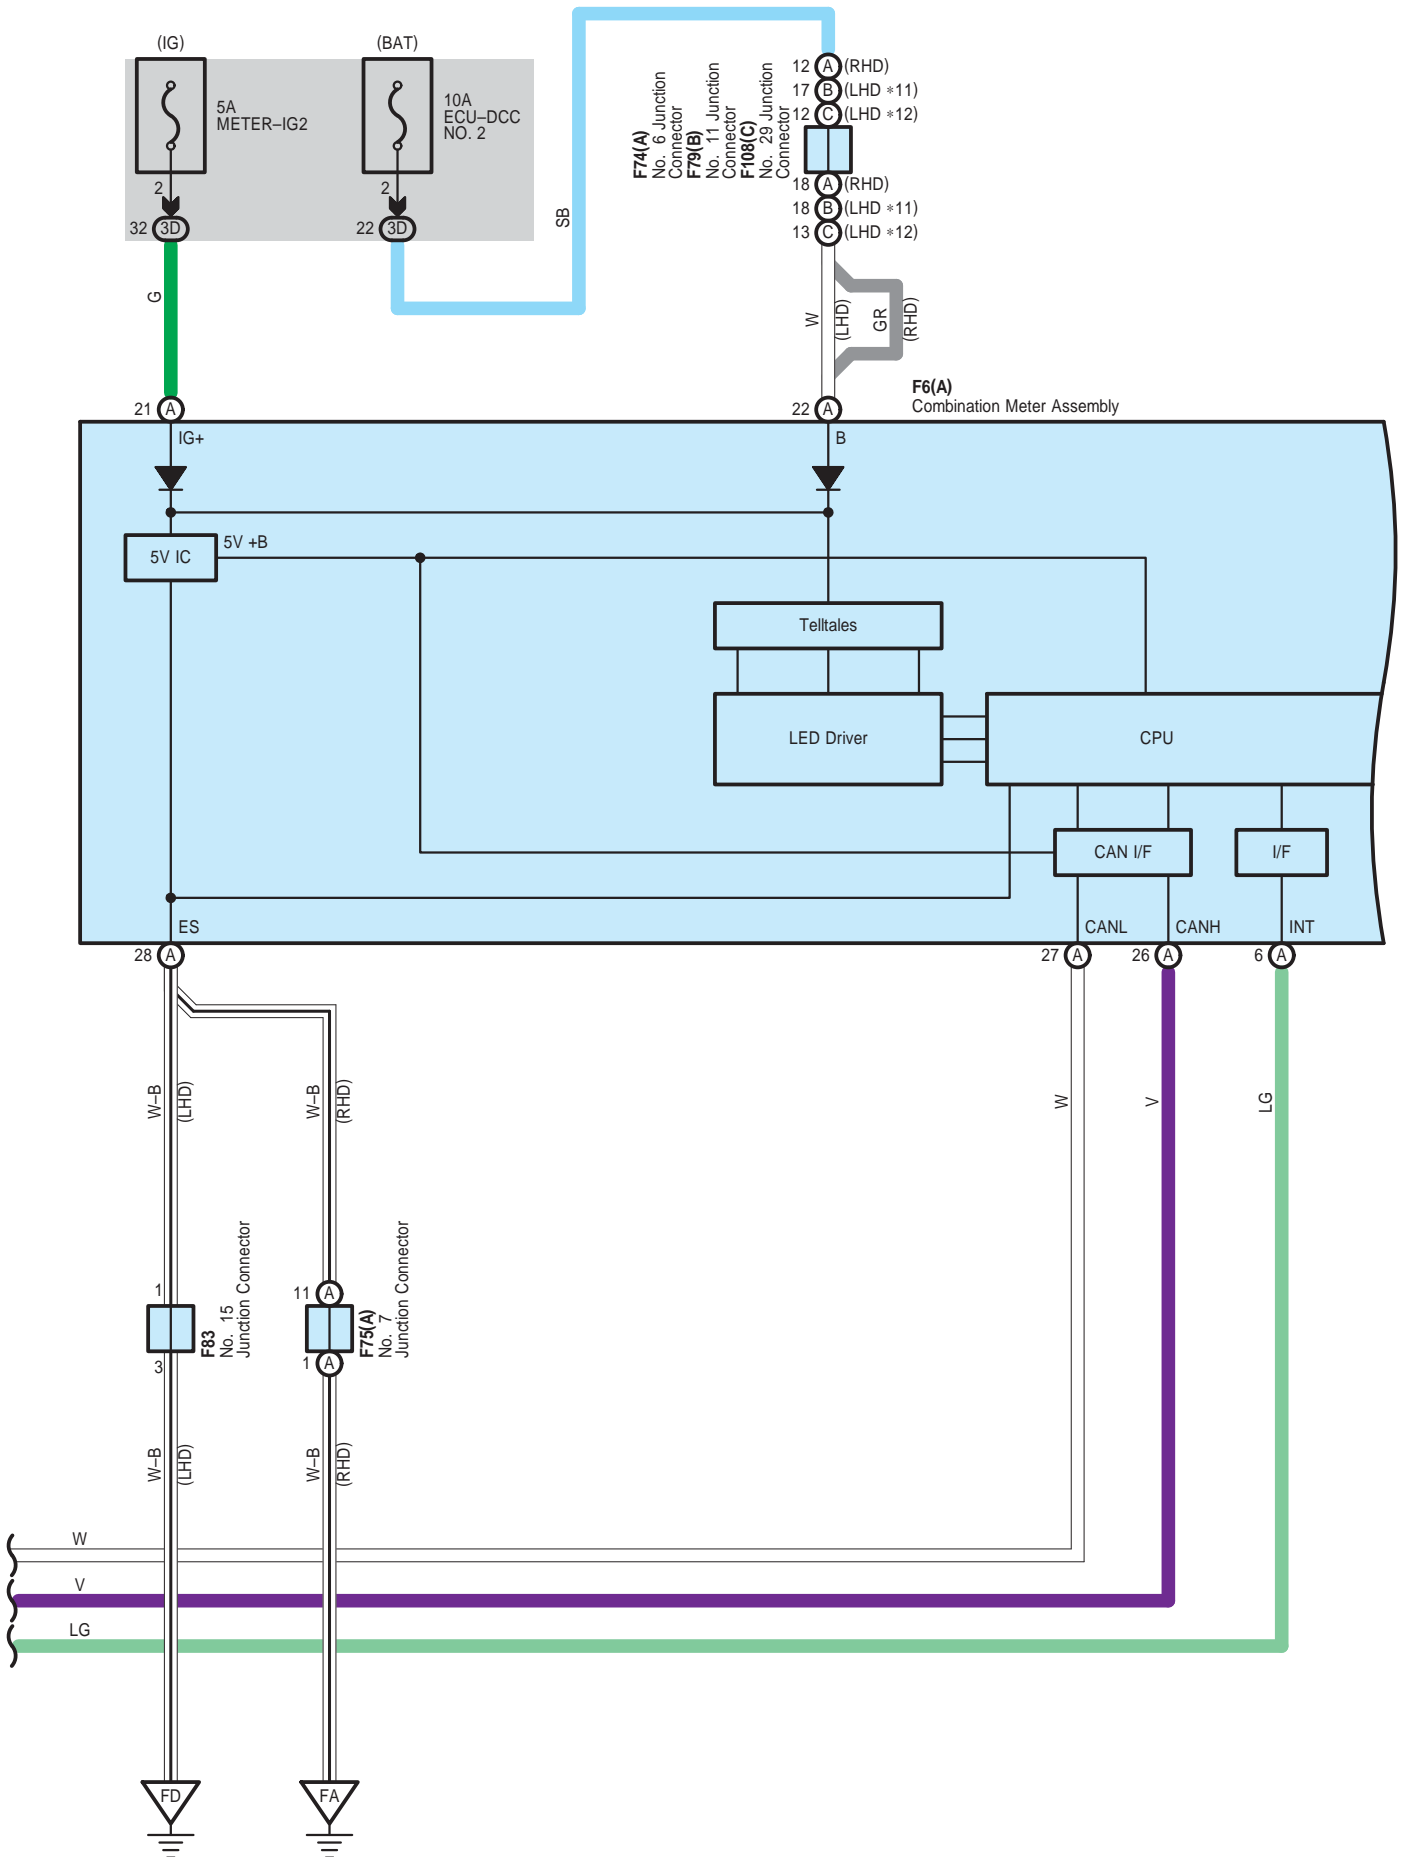 (IG)
(BAT)
5A
METER–IG2
10A
ECU–DCC
NO. 2
2
2
32 3D
22 3D
G
SB
F74(A)
No. 6 Junction
Connector
F79(B)
No. 11 Junction
Connector
F108(C)
No. 29 Junction
Connector
12 A (RHD)
17 B (LHD *11)
12 C (LHD *12)
18 A (RHD)
18 B (LHD *11)
13 C (LHD *12)
W
(LHD)
GR
(RHD)
F6(A)
Combination Meter Assembly
21 A
22 A
IG+
B
5V IC
5V +B
Telltales
LED Driver
CPU
CAN I/F
I/F
ES
CANL
CANH
INT
28 A
27 A
26 A
6 A
W–B
(LHD)
W–B
(RHD)
W
V
LG
1
3
F83
No. 15
Junction Connector
11 A
1 A
F75(A)
No. 7
Junction Connector
W–B
(LHD)
W–B
(RHD)
W
V
LG
FD
FA